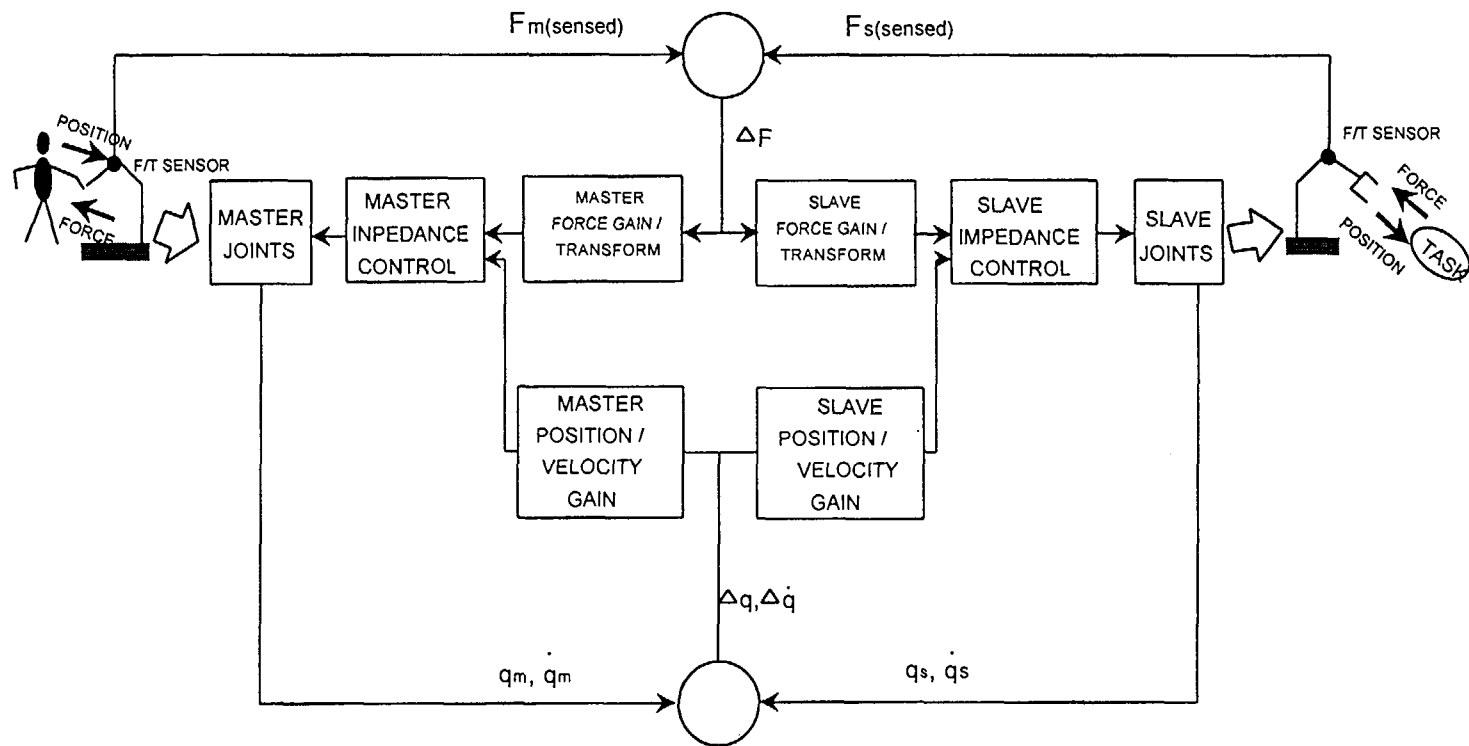 Fm(sensed)
Fs(sensed)
ΔF
POSITION
F/T SENSOR
FORCE
F/T SENSOR
FORCE
POSITION
TASK
MASTER
JOINTS
MASTER
INPEDANCE
CONTROL
MASTER
FORCE GAIN /
TRANSFORM
SLAVE
FORCE GAIN /
TRANSFORM
SLAVE
IMPEDANCE
CONTROL
SLAVE
JOINTS
MASTER
POSITION /
VELOCITY
GAIN
SLAVE
POSITION /
VELOCITY
GAIN
Δq, Δq̇
qm, q̇m
qs, q̇s